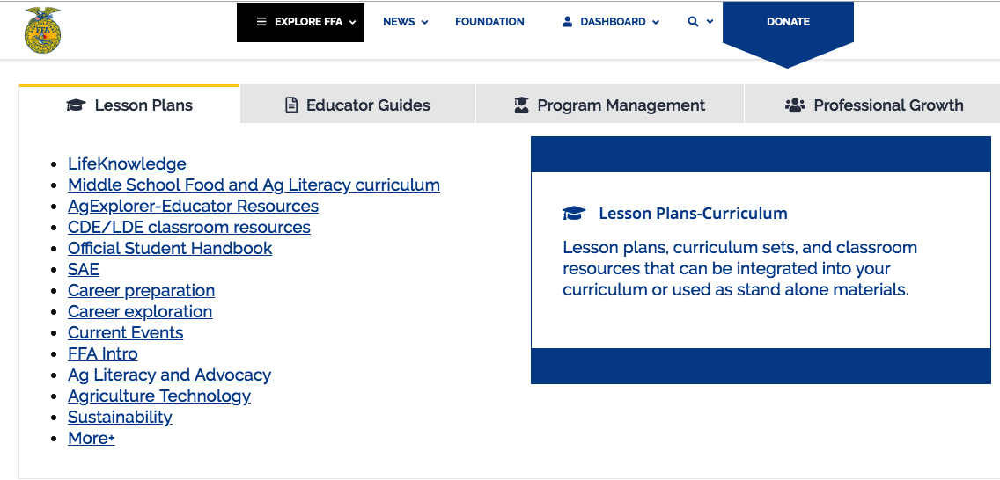 FFA
EXPLORE FFA
NEWS
FOUNDATION
DASHBOARD
DONATE
Lesson Plans
Educator Guides
Program Management
Professional Growth
LifeKnowledge
Middle School Food and Ag Literacy curriculum
AgExplorer-Educator Resources
CDE/LDE classroom resources
Official Student Handbook
SAE
Career preparation
Career exploration
Current Events
FFA Intro
Ag Literacy and Advocacy
Agriculture Technology
Sustainability
More+
Lesson Plans-Curriculum
Lesson plans, curriculum sets, and classroom
resources that can be integrated into your
curriculum or used as stand alone materials.